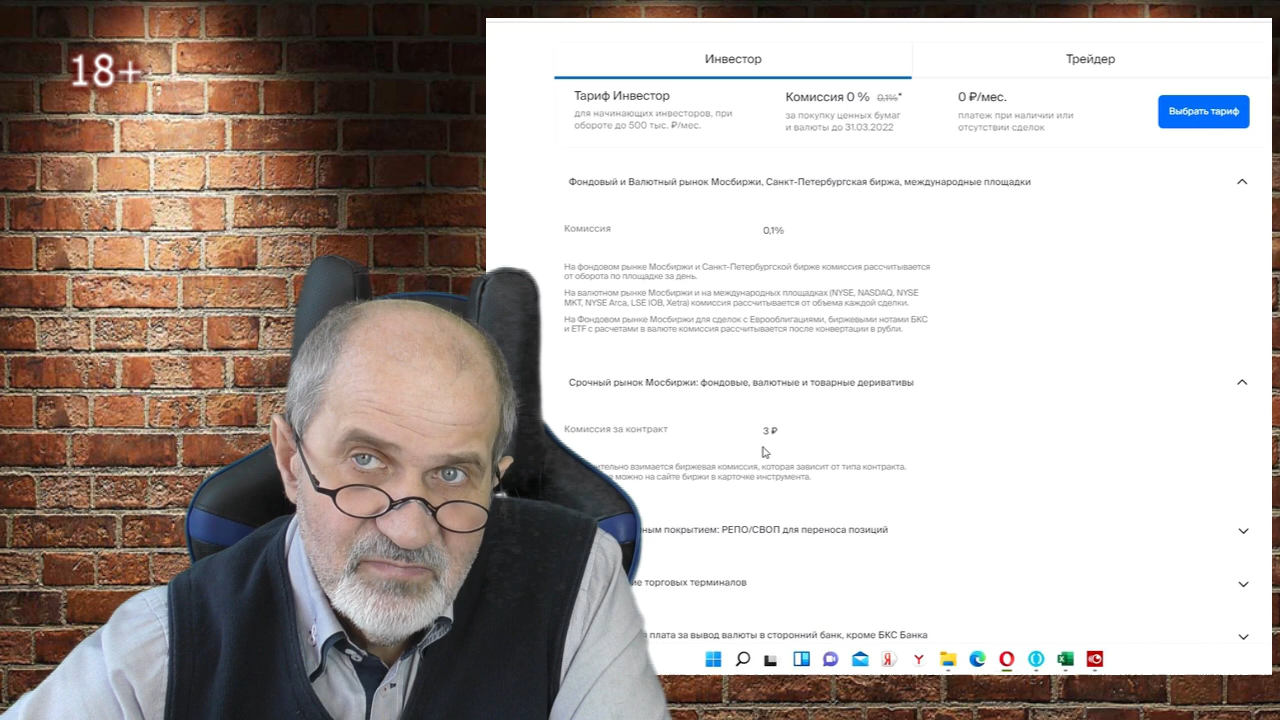 18+
Инвестор
Трейдер
Тариф Инвестор
для начинающих инвесторов, при
обороте до 500 тыс. ₽/мес.
Комиссия 0 % 0,1%*
за покупку ценных бумаг
и валюты до 31.03.2022
0 ₽/мес.
платеж при наличии или
отсутствии сделок
Выбрать тариф
Фондовый и Валютный рынок Мосбиржи, Санкт-Петербургская биржа, международные площадки
Комиссия
0,1%
На фондовом рынке Мосбиржи и Санкт-Петербургской бирже комиссия рассчитывается
от оборота по площадке за день.
На валютном рынке Мосбиржи и на международных площадках (NYSE, NASDAQ, NYSE
MKT, NYSE Arca, LSE IOB, Xetra) комиссия рассчитывается от объема каждой сделки.
На Фондовом рынке Мосбиржи для сделок с Еврооблигациями, биржевыми нотами БКС
и ETF с расчетами в валюте комиссия рассчитывается после конвертации в рубли.
Срочный рынок Мосбиржи: фондовые, валютные и товарные деривативы
Комиссия за контракт
3 ₽
взимается биржевая комиссия, которая зависит от типа контракта.
можно на сайте биржи в карточке инструмента.
покрытием: РЕПО/СВОП для переноса позиций
торговых терминалов
плата за вывод валюты в сторонний банк, кроме БКС Банка